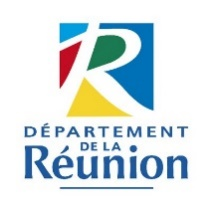 R
DÉPARTEMENT
DE LA
Réunion